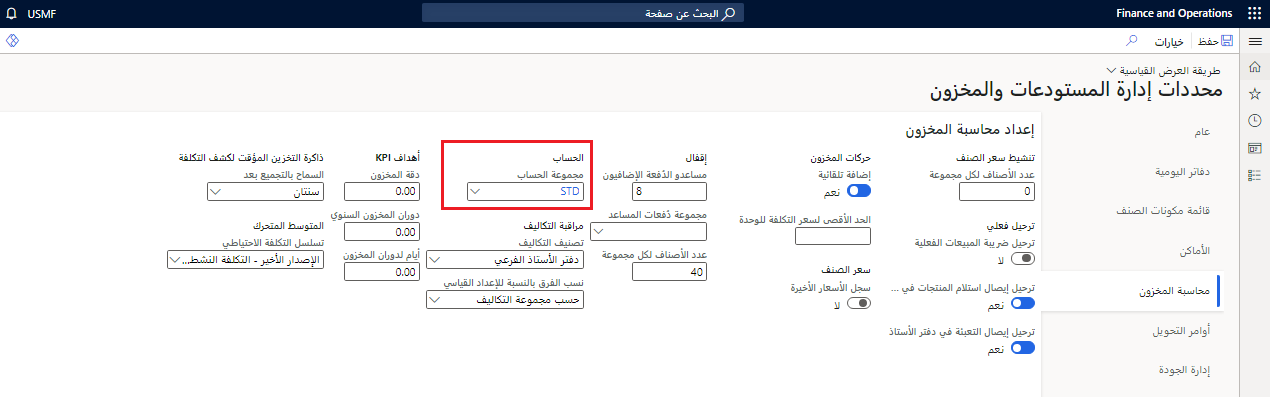 Finance and Operations
البحث عن صفحة
USMF
حفظ
خيارات
طريقة العرض القياسية
محددات إدارة المستودعات والمخزون
عام
دفاتر اليومية
قائمة مكونات الصنف
الأماكن
محاسبة المخزون
أوامر التحويل
إدارة الجودة
إعداد محاسبة المخزون
تنشيط سعر الصنف
عدد الأصناف لكل مجموعة
0
ترحيل فعلي
ترحيل ضريبة المبيعات الفعلية
لا
ترحيل إيصال استلام المنتجات في ...
نعم
ترحيل إيصال التعبئة في دفتر الأستاذ
نعم
حركات المخزون
إضافة تلقائية
نعم
الحد الأقصى لسعر التكلفة للوحدة
سعر الصنف
سجل الأسعار الأخيرة
لا
إقفال
مساعدو الدُفعة الإضافيون
8
مجموعة دُفعات المساعد
عدد الأصناف لكل مجموعة
40
الحساب
مجموعة الحساب
STD
مراقبة التكاليف
تصنيف التكاليف
دفتر الأستاذ الفرعي
نسب الفرق بالنسبة للإعداد القياسي
حسب مجموعة التكاليف
أهداف KPI
دقة المخزون
0.00
دوران المخزون السنوي
0.00
أيام لدوران المخزون
0.00
ذاكرة التخزين المؤقت لكشف التكلفة
السماح بالتجميع بعد
سنتان
المتوسط المتحرك
تسلسل التكلفة الاحتياطي
الإصدار الأخير - التكلفة النشط...